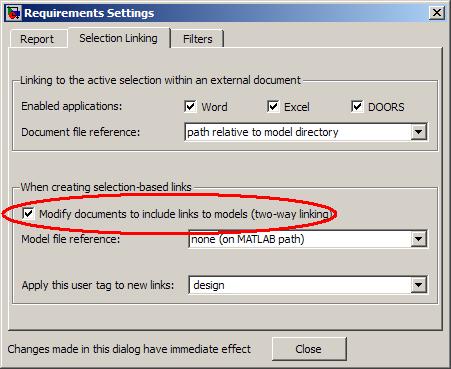 Requirements Settings
Report Selection Linking Filters
Linking to the active selection within an external document
Enabled applications: Word Excel DOORS
Document file reference: path relative to model directory
When creating selection-based links
Modify documents to include links to models (two-way linking)
Model file reference: none (on MATLAB path)
Apply this user tag to new links: design
Changes made in this dialog have immediate effect Close